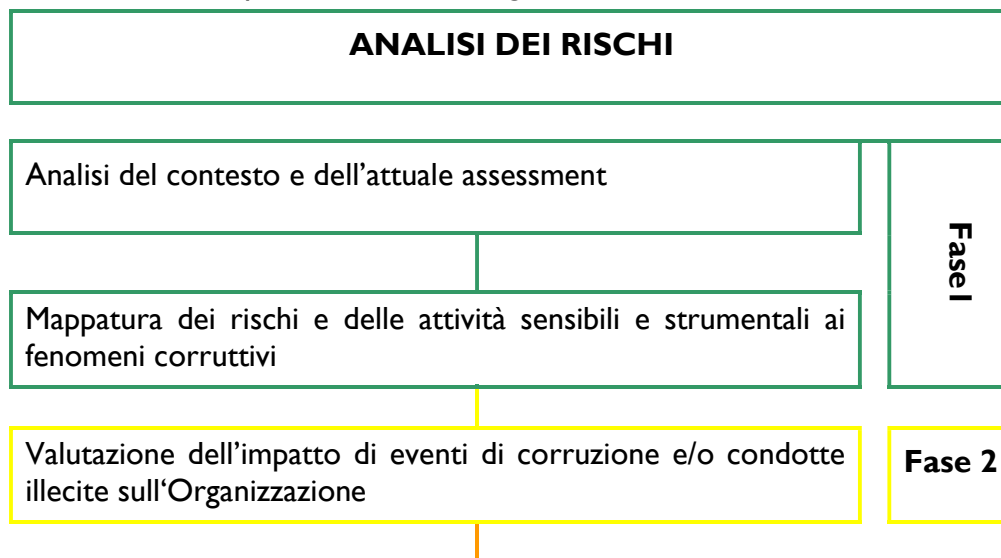 ANALISI DEI RISCHI
Analisi del contesto e dell'attuale assessment
Fase1
Mappatura dei rischi e delle attività sensibili e strumentali ai
fenomeni corruttivi
Valutazione dell'impatto di eventi di corruzione e/o condotte
illecite sull'Organizzazione
Fase 2